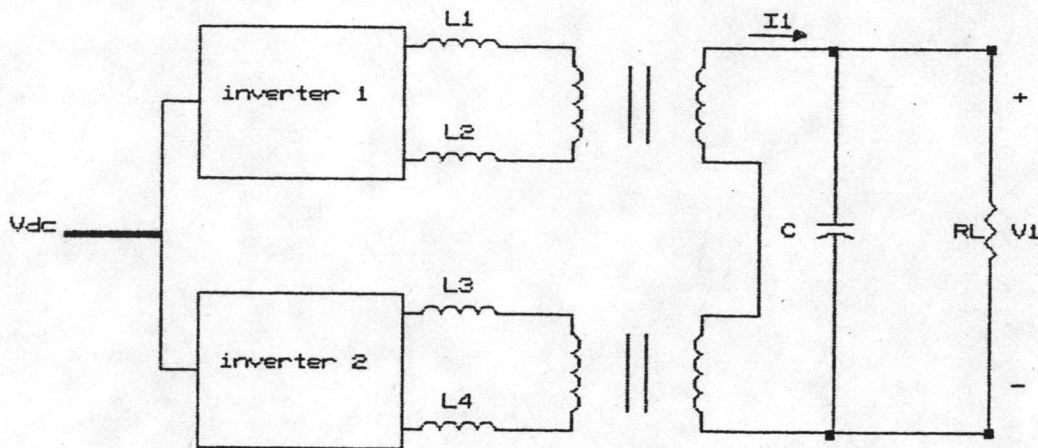 L1
I1
inverter 1
+
L2
Vdc
C
RL
V1
L3
inverter 2
L4
-